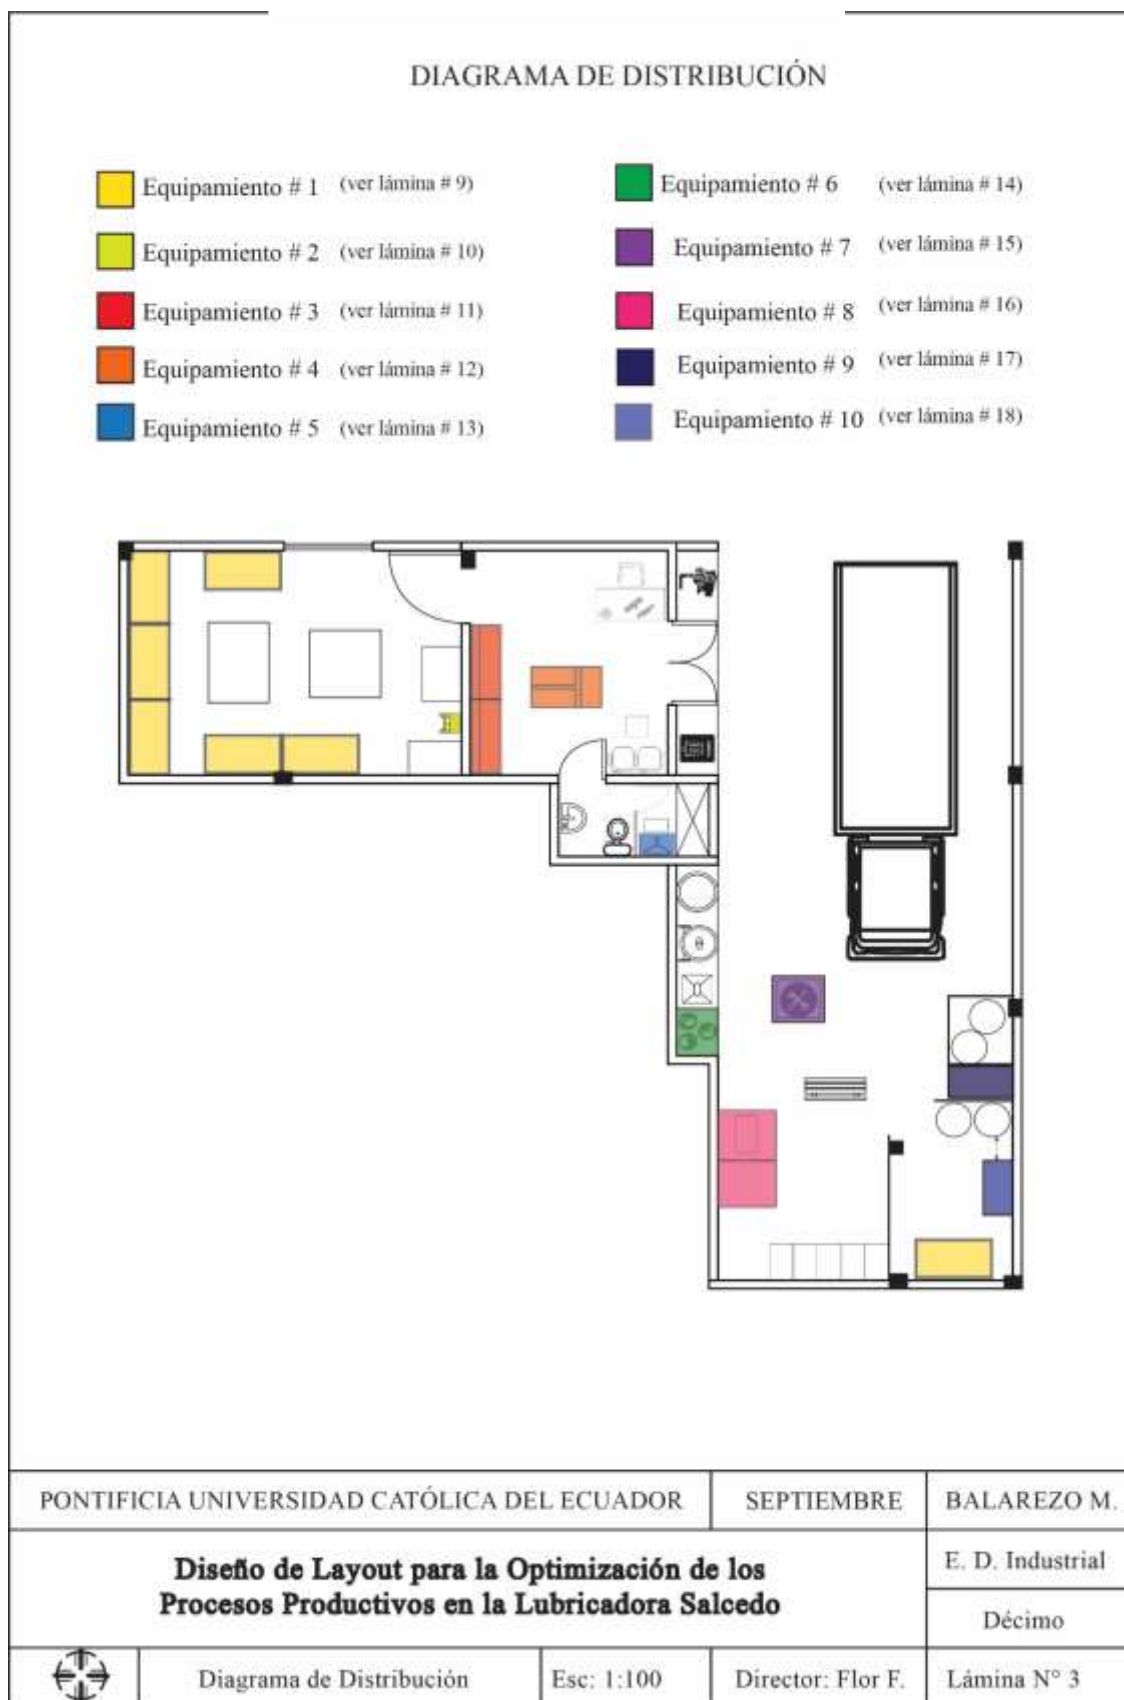 DIAGRAMA DE DISTRIBUCIÓN
Equipamiento # 1 (ver lámina # 9)
Equipamiento # 2 (ver lámina # 10)
Equipamiento # 3 (ver lámina # 11)
Equipamiento # 4 (ver lámina # 12)
Equipamiento # 5 (ver lámina # 13)
Equipamiento # 6 (ver lámina # 14)
Equipamiento # 7 (ver lámina # 15)
Equipamiento # 8 (ver lámina # 16)
Equipamiento # 9 (ver lámina # 17)
Equipamiento # 10 (ver lámina # 18)
PONTIFICIA UNIVERSIDAD CATÓLICA DEL ECUADOR
SEPTIEMBRE
BALAREZO M.
Diseño de Layout para la Optimización de los
Procesos Productivos en la Lubricadora Salcedo
E. D. Industrial
Décimo
Diagrama de Distribución
Esc: 1:100
Director: Flor F.
Lámina N° 3